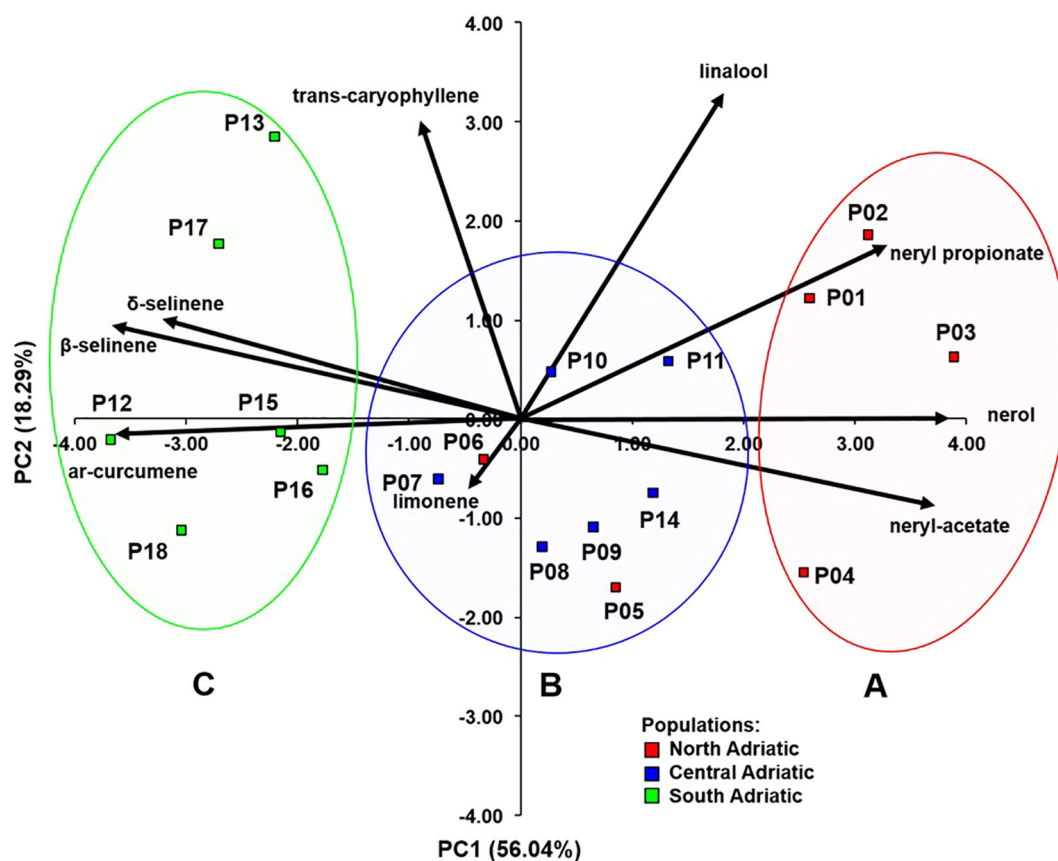 4.00
linalool
trans-caryophyllene
3.00
P13
P02
P17
2.00
neryl propionate
P01
δ-selinene
1.00
P03
β-selinene
P10
P11
P12
P15
0.00
nerol
-4.00
-3.00
-2.00
-1.00
0.00
1.00
2.00
3.00
4.00
P06
ar-curcumene
P16
P07
limonene
P14
neryl-acetate
-1.00
P18
P09
P08
P04
P05
-2.00
C
B
A
-3.00
Populations:
North Adriatic
Central Adriatic
South Adriatic
-4.00
PC1 (56.04%)
PC2 (18.29%)